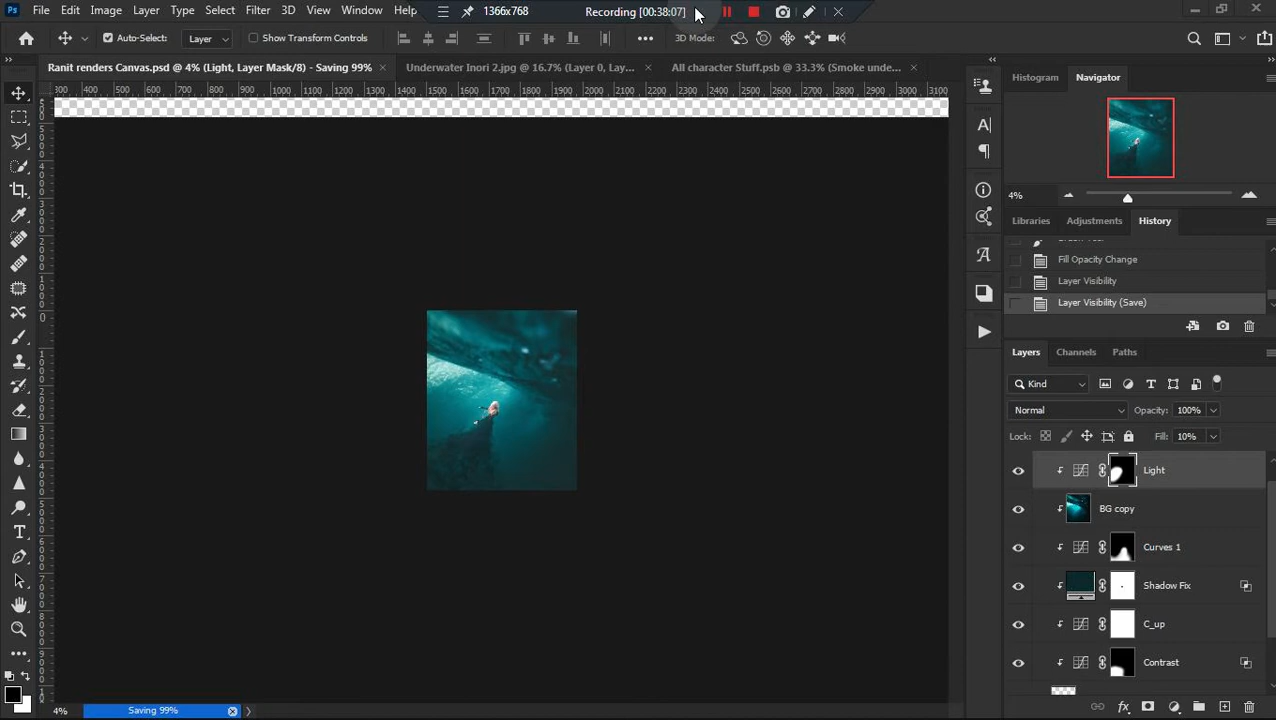 Ps File Edit Image Layer Type Select Filter 3D View Window Help
1366x768 Recording [00:38:07]
Auto-Select: Layer Show Transform Controls 3D Mode:
Ranit renders Canvas.psd @ 4% (Light, Layer Mask/8) - Saving 99%
Underwater Inori 2.jpg @ 16.7% (Layer 0, Lay...
All character Stuff.psb @ 33.3% (Smoke unde...
300 400 500 600 700 800 900 1000 1100 1200 1300 1400 1500 1600 1700 1800 1900 2000 2100 2200 2300 2400 2500 2600 2700 2800 2900 3000 3100
Histogram Navigator
4%
Libraries Adjustments History
Fill Opacity Change
Layer Visibility
Layer Visibility (Save)
Layers Channels Paths
Kind
Normal Opacity: 100%
Lock: Fill:
Light
BG copy
Curves 1
Shadow Fix
C_up
4% Saving 99%